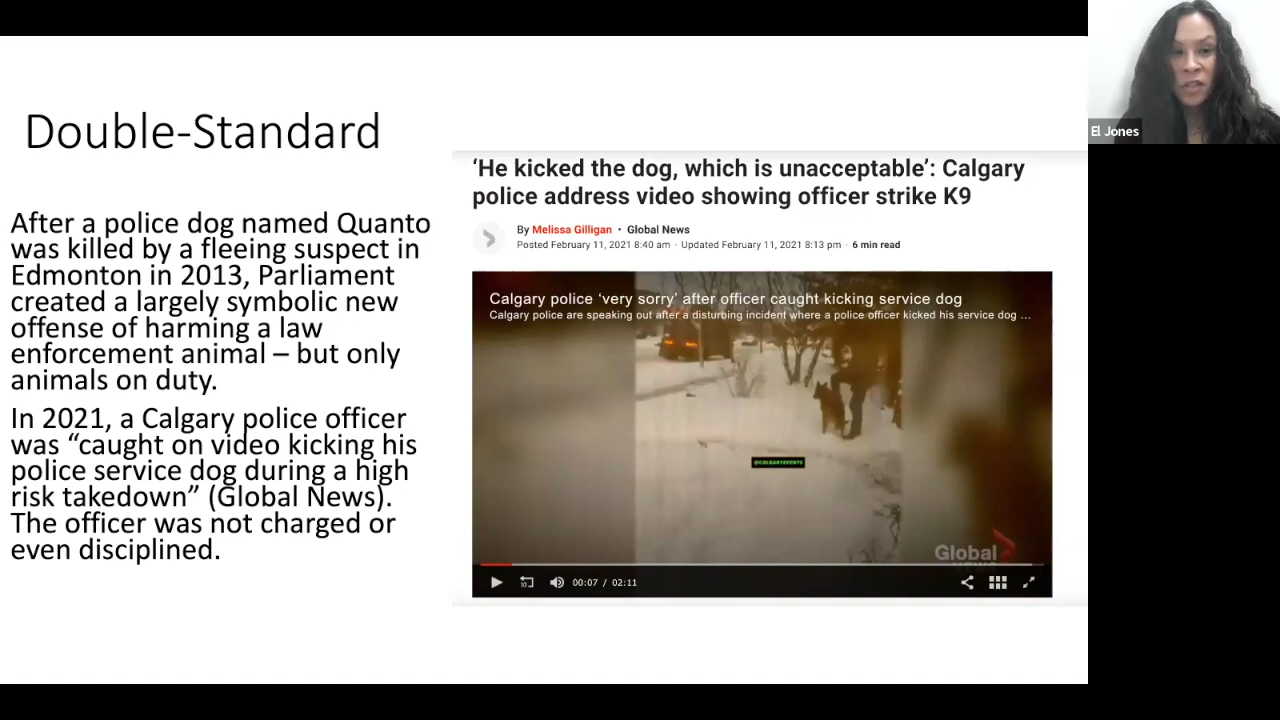 Double-Standard
After a police dog named Quanto
was killed by a fleeing suspect in
Edmonton in 2013, Parliament
created a largely symbolic new
offense of harming a law
enforcement animal – but only
animals on duty.
In 2021, a Calgary police officer
was “caught on video kicking his
police service dog during a high
risk takedown” (Global News).
The officer was not charged or
even disciplined.
‘He kicked the dog, which is unacceptable’: Calgary
police address video showing officer strike K9
By Melissa Gilligan • Global News
Posted February 11, 2021 8:40 am · Updated February 11, 2021 8:13 pm · 6 min read
Calgary police ‘very sorry’ after officer caught kicking service dog
Calgary police are speaking out after a disturbing incident where a police officer kicked his service dog ...
@CALGARYEVENTS
Global
NEWS
10
00:07 / 02:11
El Jones